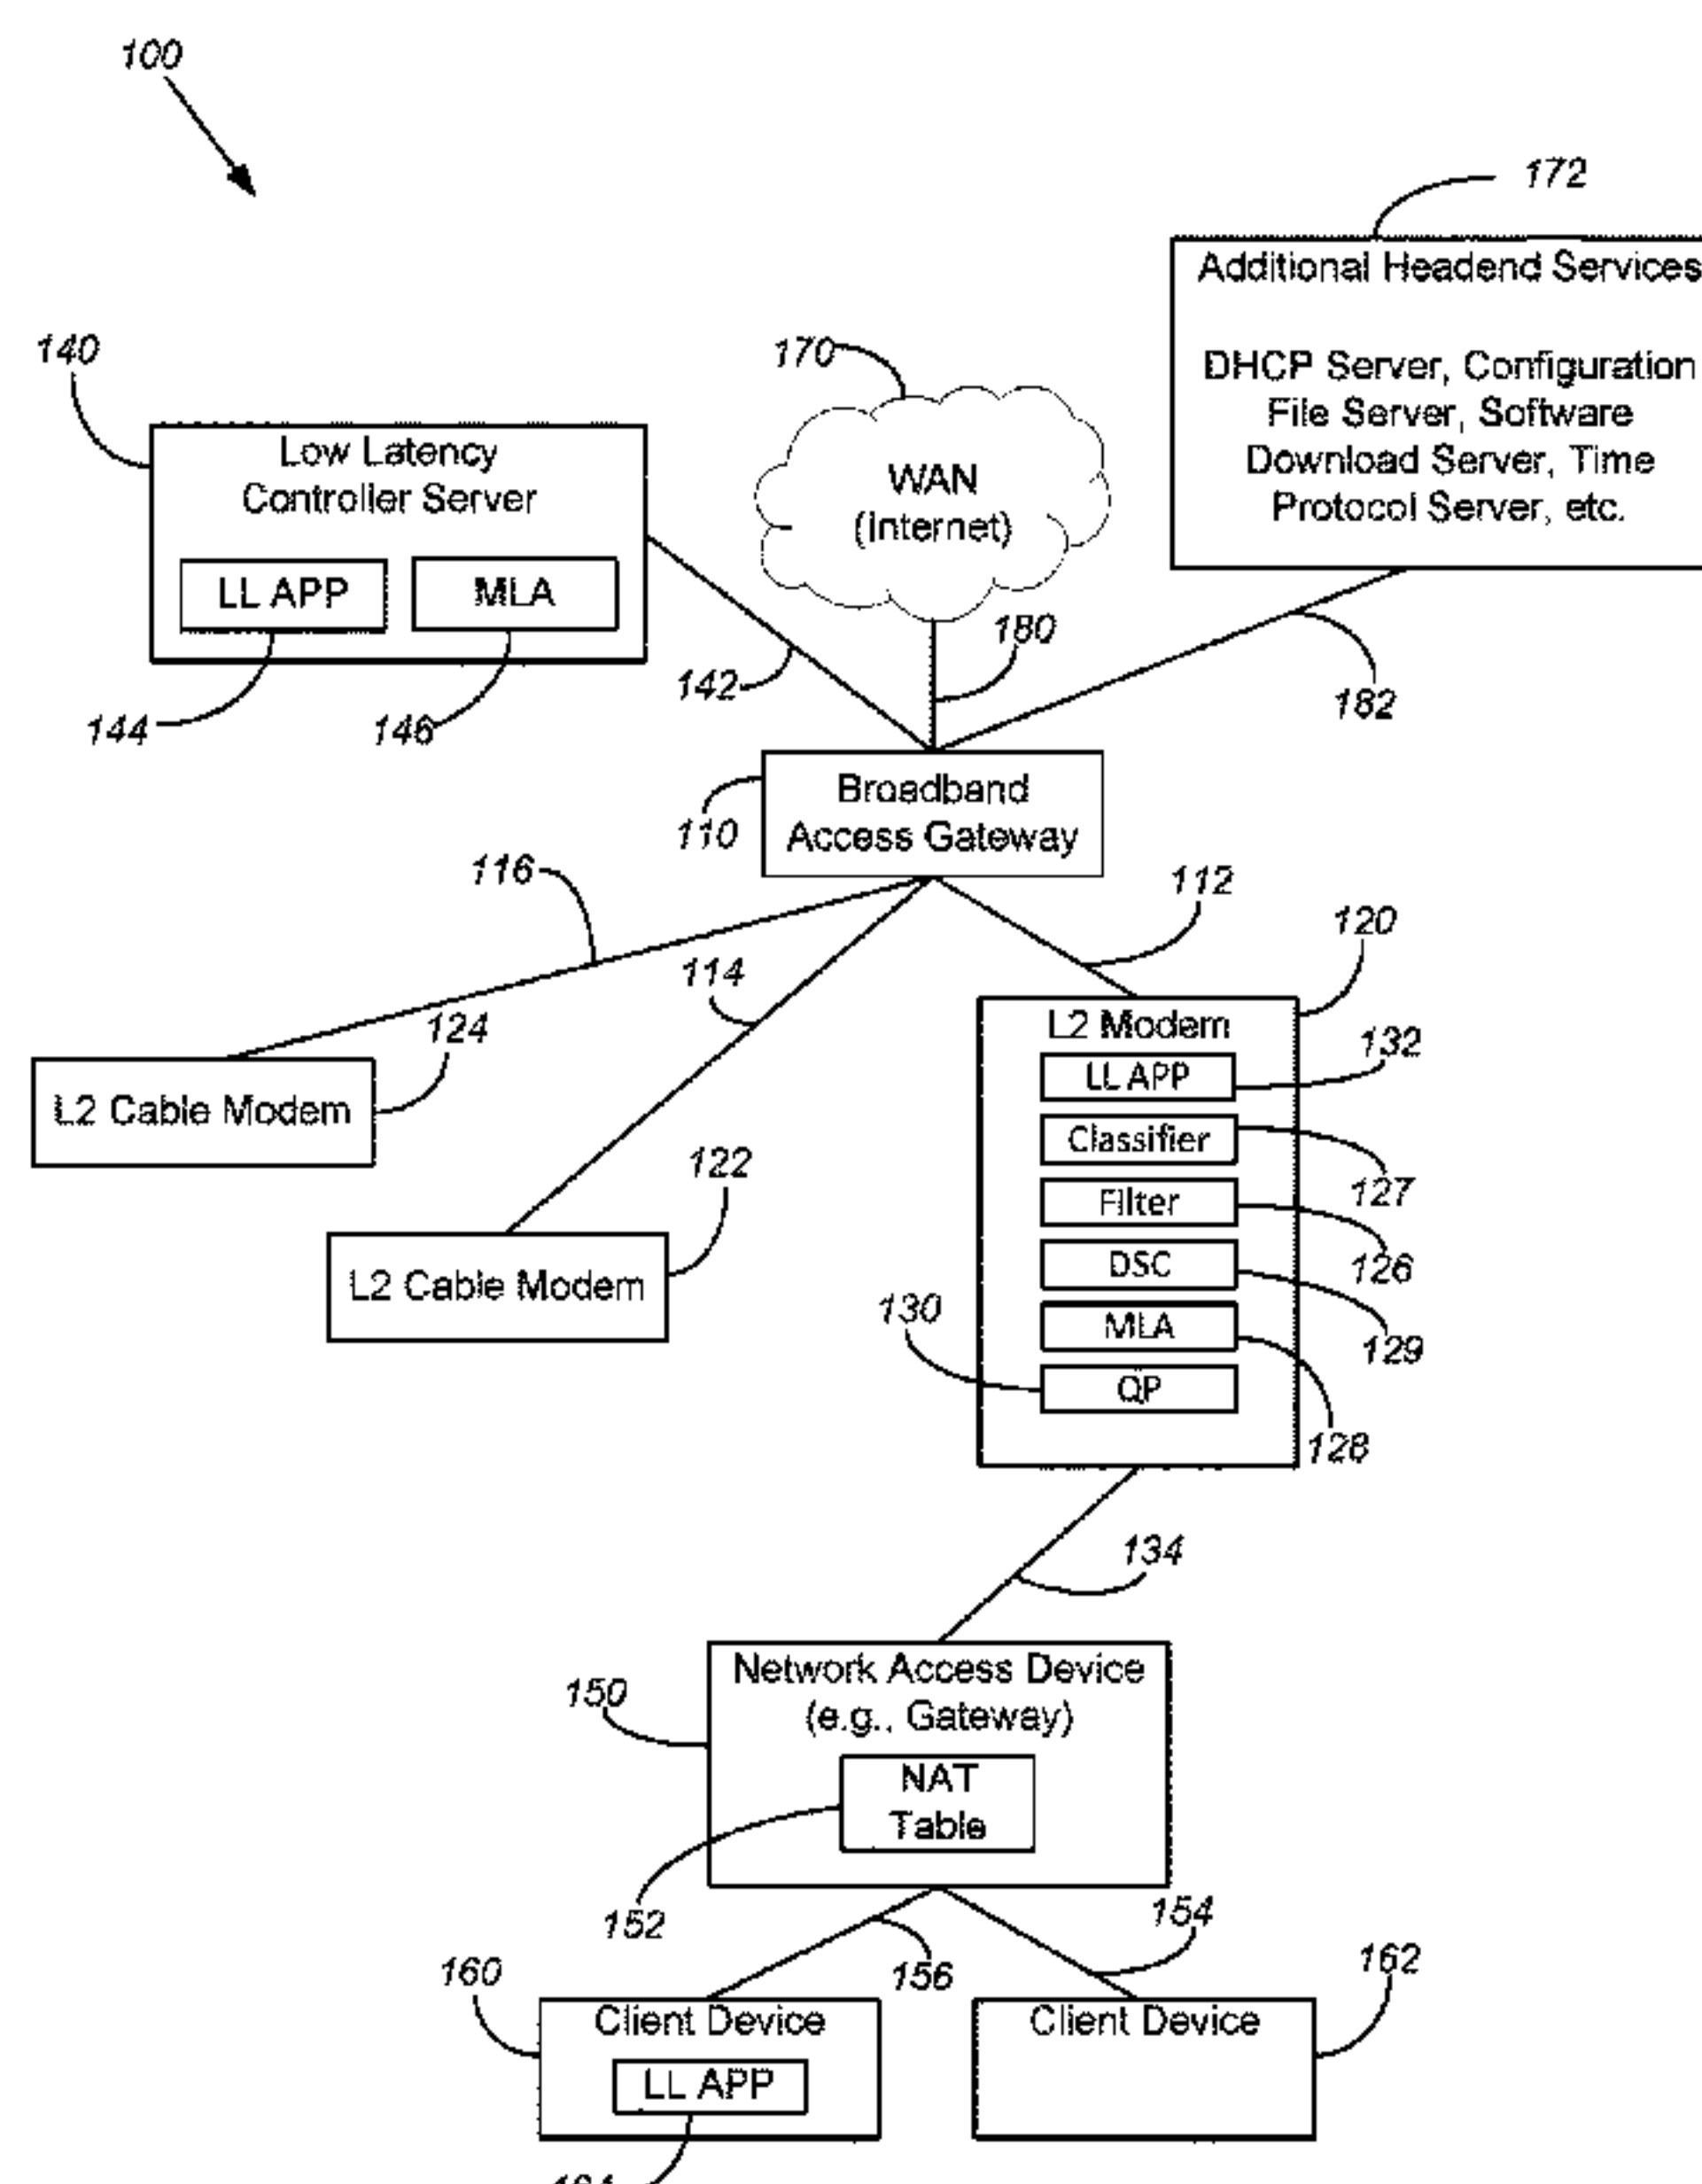 100
172
Additional Headend Services
DHCP Server, Configuration
File Server, Software
Download Server, Time
Protocol Server, etc.
140
170
Low Latency
Controller Server
LL APP
MLA
WAN
(Internet)
180
142
182
144
146
Broadband
Access Gateway
110
116
112
120
114
124
L2 Modem
132
LL APP
L2 Cable Modem
Classifier
122
127
Filter
126
L2 Cable Modem
DSC
130
MLA
129
QP
128
134
Network Access Device
(e.g., Gateway)
150
NAT
Table
152
154
156
160
162
Client Device
Client Device
LL APP